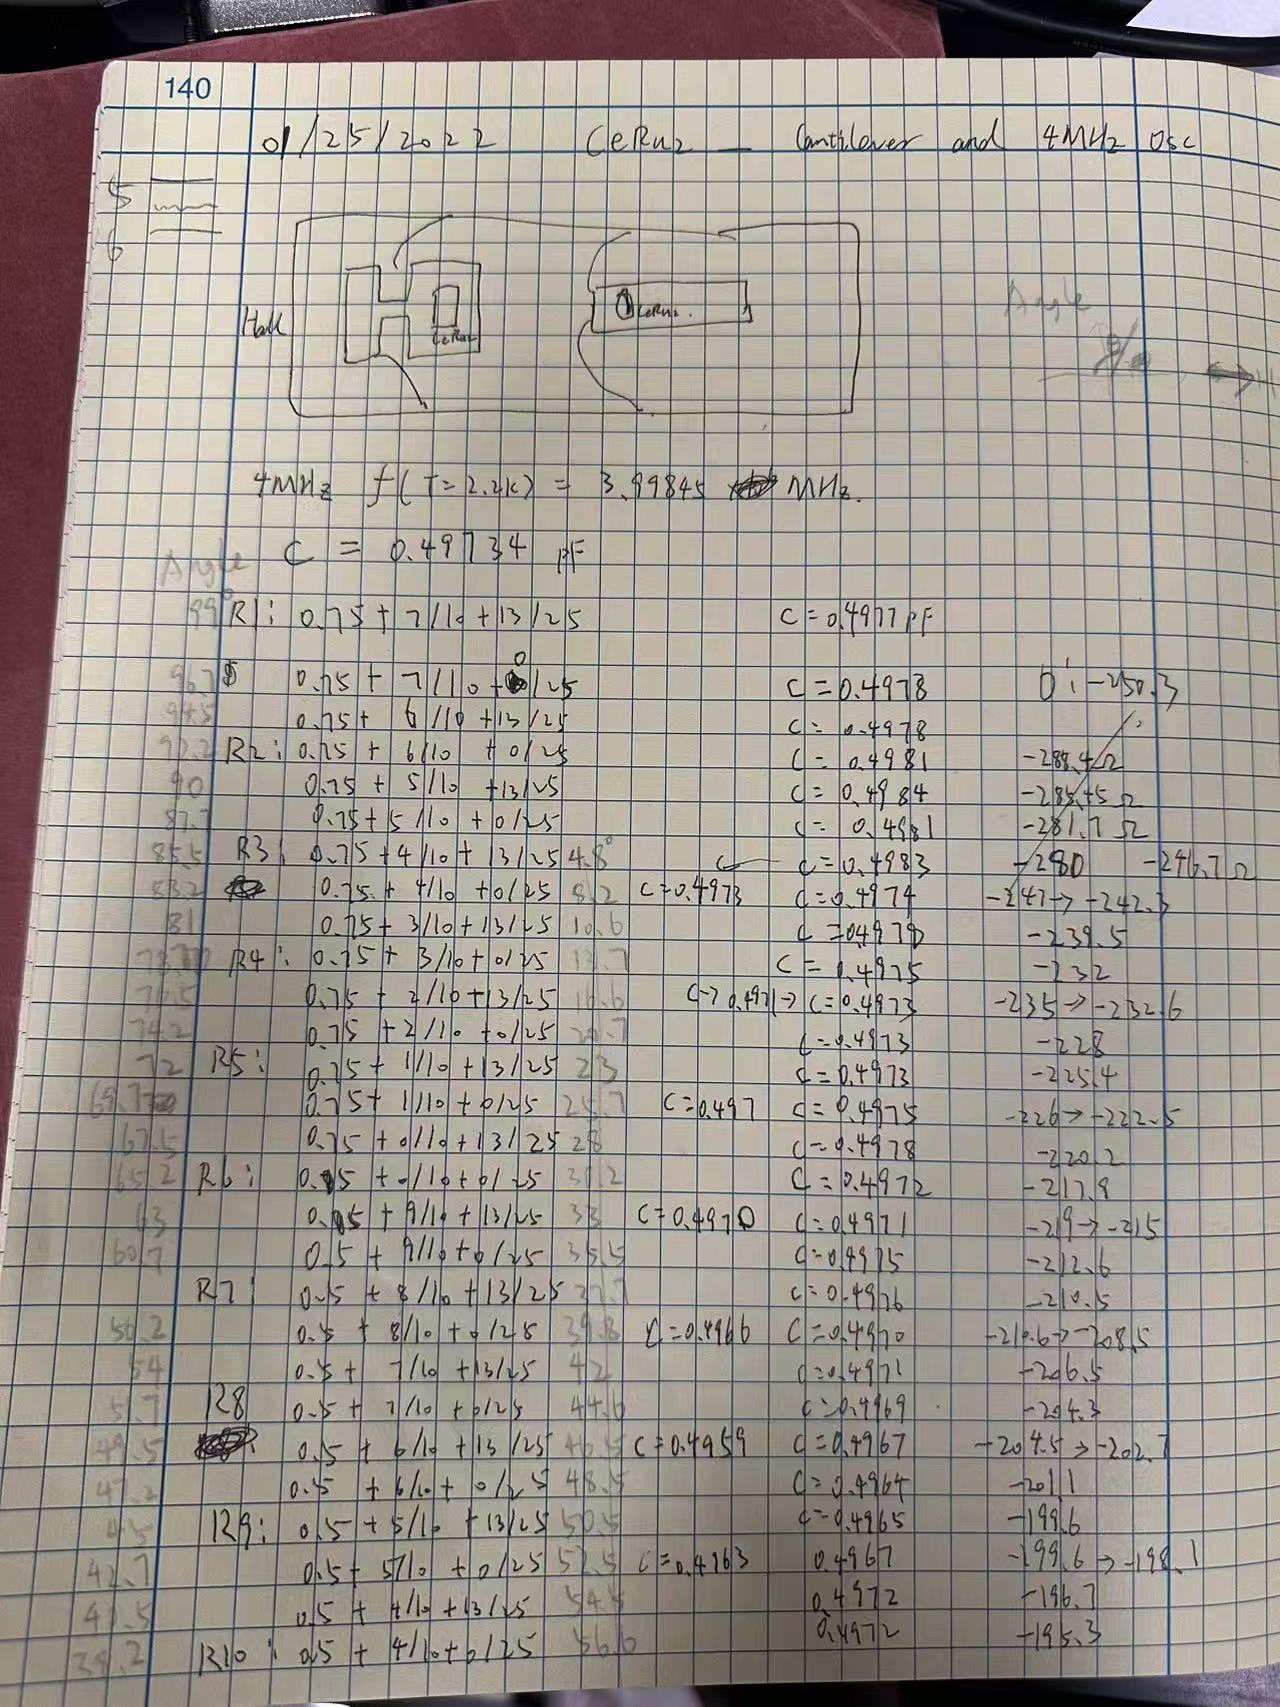 140
01/25/2022 CeRu2 — Cantilover and 4MHz Osc
5
6
Angle
Hall
CeRu2
CeRu2.
4MHz f(T=2.2K) = 3.99845 MHz.
C = 0.49734 pF
Angle
99° R1: 0.75 + 7/10 + 13/25 C = 0.4977 pF
96.7 0.75 + 7/10 + 0/25 C = 0.4978 0: -250.3
94.5 0.75 + 6/10 + 13/25 C = 0.4978
92.2 R2: 0.75 + 6/10 + 0/25 C = 0.4981 -288.4 Ω
90 0.75 + 5/10 + 13/25 C = 0.4984 -285.45 Ω
87.7 0.75 + 5/10 + 0/25 C = 0.4981 -281.7 Ω
85.5 R3: 0.75 + 4/10 + 13/25 4.8° C = 0.4983 -280 -246.7 Ω
83.2 0.75 + 4/10 + 0/25 8.2 C = 0.4973 C = 0.4974 -247 → -242.3
81 0.75 + 3/10 + 13/25 10.6 C = 0.4979 -239.5
R4: 0.75 + 3/10 + 0/25 13.7 C = 0.4975 -232
76.5 0.75 + 2/10 + 13/25 16.6 C → 0.4971 → C = 0.4973 -235 → -232.6
74.2 0.75 + 2/10 + 0/25 20.7 C = 0.4973 -228
72 R5: 0.75 + 1/10 + 13/25 23 C = 0.4973 -225.4
69.7 0.75 + 1/10 + 0/25 25.7 C = 0.497 C = 0.4975 -226 → -222.5
67.5 0.75 + 0/10 + 13/25 28 C = 0.4978 -220.2
65.2 R6: 0.75 + 0/10 + 0/25 30.2 C = 0.4972 -217.9
63 0.5 + 9/10 + 13/25 33 C = 0.4970 C = 0.4971 -219 → -215
60.7 0.5 + 9/10 + 0/25 35.5 C = 0.4975 -212.6
R7: 0.5 + 8/10 + 13/25 37.7 C = 0.4976 -210.5
56.2 0.5 + 8/10 + 0/25 39.8 C = 0.4966 C = 0.4970 -210.6 → -208.5
54 0.5 + 7/10 + 13/25 42 C = 0.4971 -206.5
51.7 R8 0.5 + 7/10 + 0/25 44.6 C = 0.4969 -204.3
49.5 0.5 + 6/10 + 13/25 46.5 C = 0.4959 C = 0.4967 -204.5 → -202.7
47.2 0.5 + 6/10 + 0/25 48.5 C = 0.4964 -201.1
45 R9: 0.5 + 5/10 + 13/25 50.5 C = 0.4965 -199.6
42.7 0.5 + 5/10 + 0/25 52.5 C = 0.4963 0.4967 -199.6 → -198.1
40.5 0.5 + 4/10 + 13/25 54.5 0.4972 -196.7
38.2 R10: 0.5 + 4/10 + 0/25 56.6 0.4972 -195.3